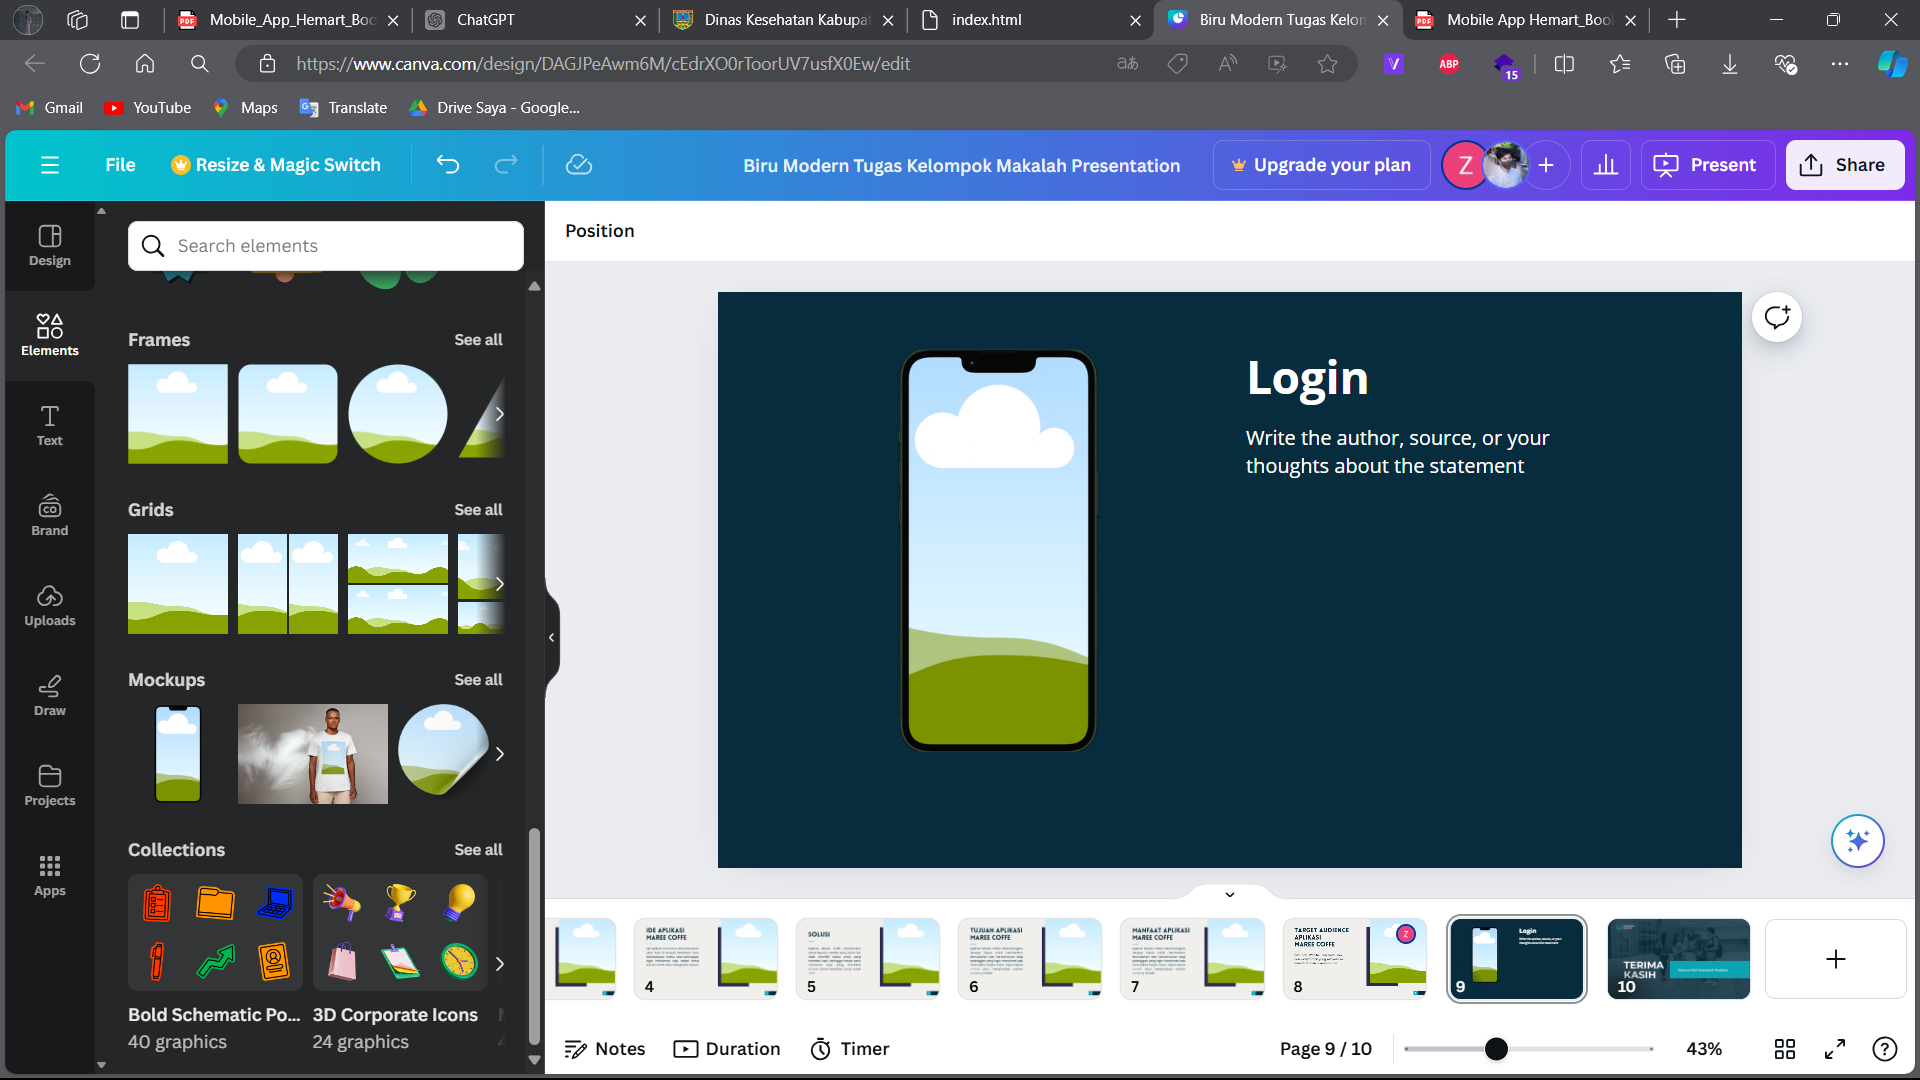 Mobile_App_Hemart_Boo
ChatGPT
Dinas Kesehatan Kabupa
index.html
Biru Modern Tugas Kelon
Mobile App Hemart_Bool
https://www.canva.com/design/DAGJPeAwm6M/cEdrXO0rToorUV7usfX0Ew/edit
ABP
15
Gmail
YouTube
Maps
Translate
Drive Saya - Google...
File
Resize & Magic Switch
Biru Modern Tugas Kelompok Makalah Presentation
Upgrade your plan
Z
Present
Share
Position
Design
Elements
Text
Brand
Uploads
Draw
Projects
Apps
Search elements
Frames
See all
Grids
See all
Mockups
See all
Collections
See all
Bold Schematic Po...
40 graphics
3D Corporate Icons
24 graphics
Login
Write the author, source, or your
thoughts about the statement
IDE APLIKASI
MAREE COFFE
4
SOLUSI
5
TUJUAN APLIKASI
MAREE COFFE
6
MANFAAT APLIKASI
MAREE COFFE
7
TARGET AUDIENCE
APLIKASI
MAREE COFFE
Z
8
Login
9
TERIMA
KASIH
10
Notes
Duration
Timer
Page 9 / 10
43%